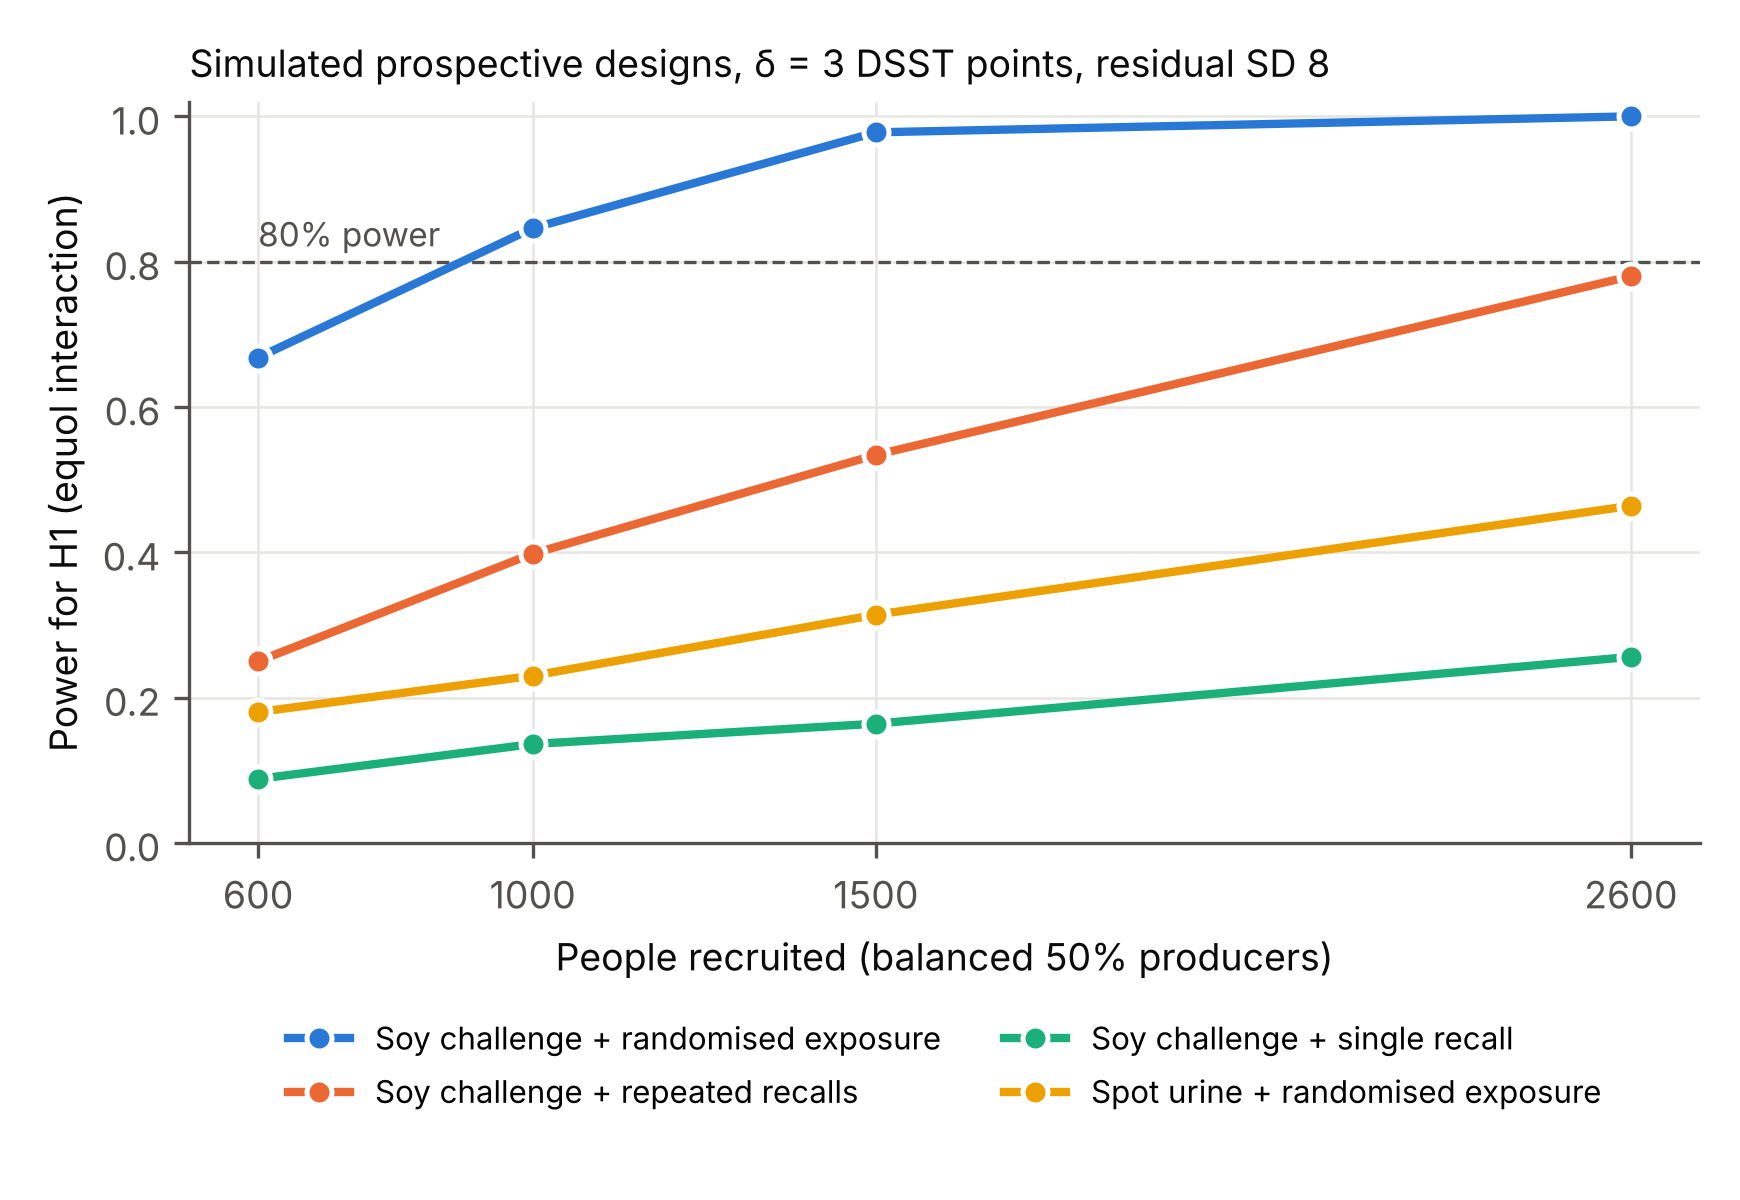 Simulated prospective designs, δ = 3 DSST points, residual SD 8
Power for H1 (equol interaction)
1.0
0.8
0.6
0.4
0.2
0.0
80% power
600
1000
1500
2600
People recruited (balanced 50% producers)
Soy challenge + randomised exposure
Soy challenge + repeated recalls
Soy challenge + single recall
Spot urine + randomised exposure